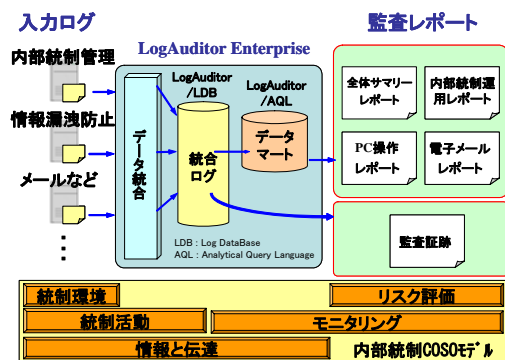 入力ログ
監査レポート
LogAuditor Enterprise
内部統制管理
情報漏洩防止
メールなど
データ統合
LogAuditor
/LDB
統合
ログ
LogAuditor
/AQL
データ
マート
LDB : Log DataBase
AQL : Analytical Query Language
全体サマリー
レポート
内部統制運
用レポート
PC操作
レポート
電子メール
レポート
監査証跡
統制環境
リスク評価
統制活動
モニタリング
情報と伝達
内部統制COSOﾓﾃﾞﾙ